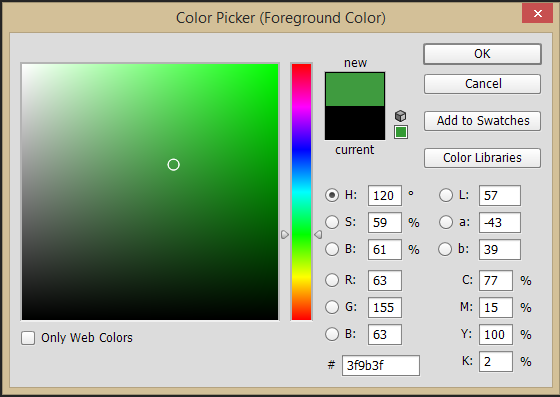 Color Picker (Foreground Color)
new
current
OK
Cancel
Add to Swatches
Color Libraries
H: 120 °
S: 59 %
B: 61 %
R: 63
G: 155
B: 63
# 3f9b3f
L: 57
a: -43
b: 39
C: 77 %
M: 15 %
Y: 100 %
K: 2 %
Only Web Colors